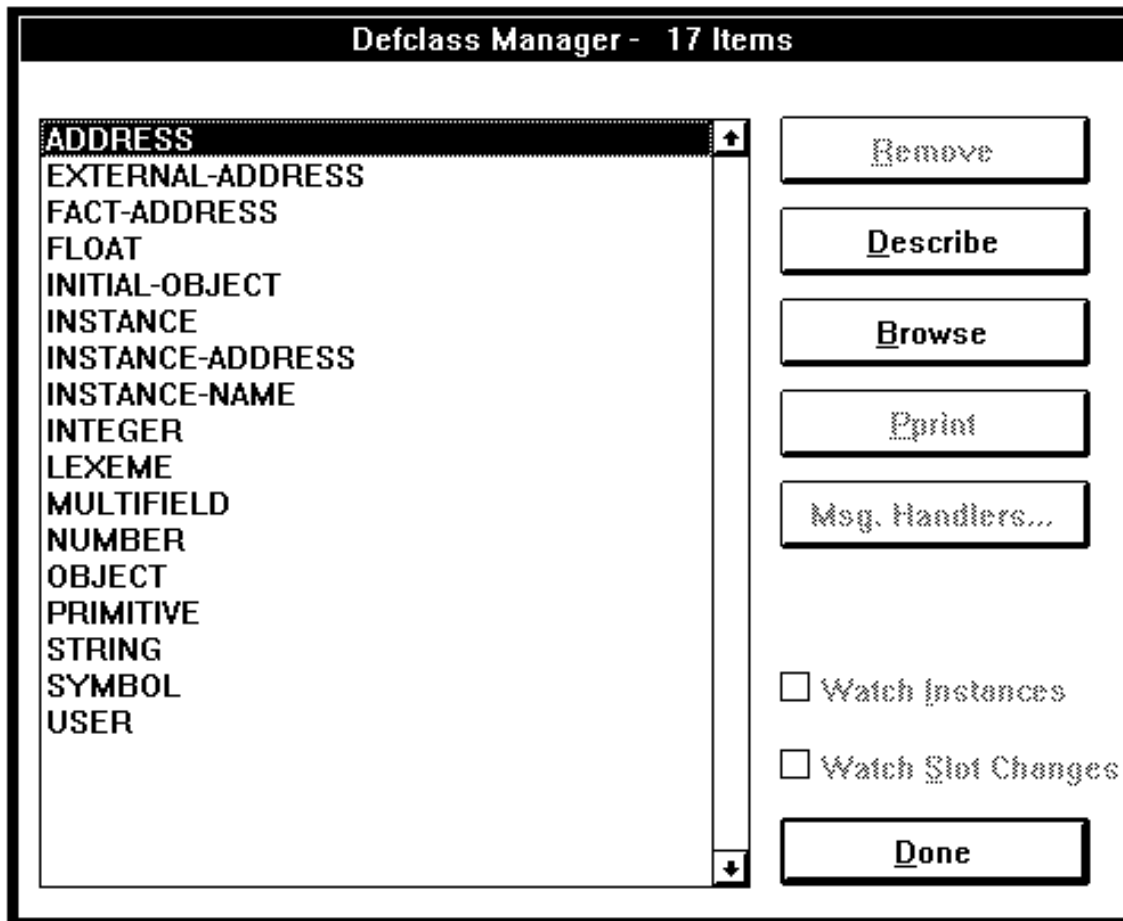 Defclass Manager - 17 Items
ADDRESS
EXTERNAL-ADDRESS
FACT-ADDRESS
FLOAT
INITIAL-OBJECT
INSTANCE
INSTANCE-ADDRESS
INSTANCE-NAME
INTEGER
LEXEME
MULTIFIELD
NUMBER
OBJECT
PRIMITIVE
STRING
SYMBOL
USER
Remove
Describe
Browse
Pprint
Msg. Handlers...
Watch Instances
Watch Slot Changes
Done